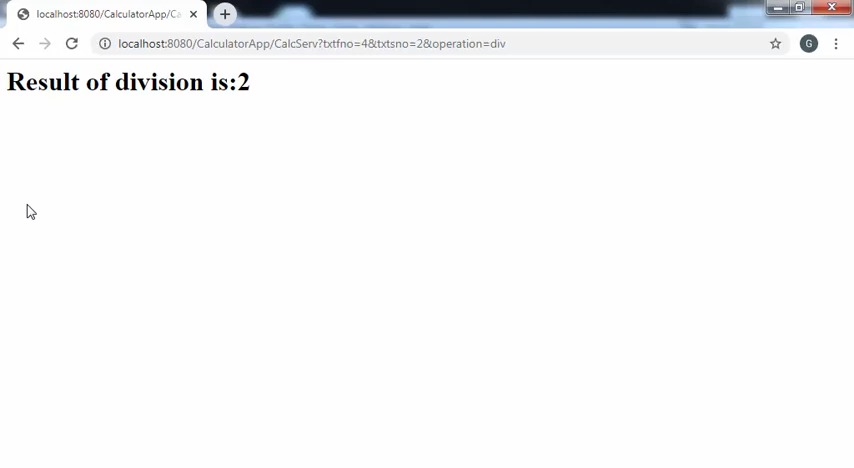 localhost:8080/CalculatorApp/Ca
localhost:8080/CalculatorApp/CalcServ?txtfno=4&txtsno=2&operation=div
G
Result of division is:2